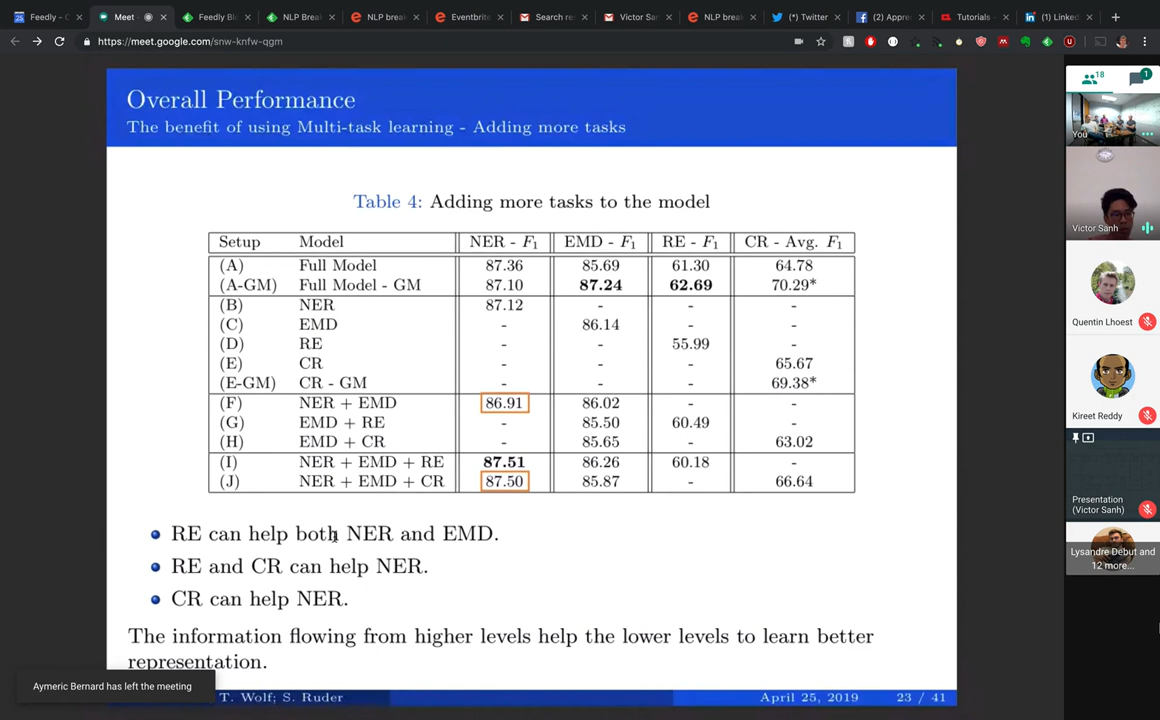 Feedly - C
Meet -
Feedly Bl
NLP Break
NLP break
Eventbrite
Search res
Victor Sa
NLP break
(*) Twitter
(2) Appre
Tutorials -
(1) Linked
https://meet.google.com/snw-knfw-qgm
Overall Performance
The benefit of using Multi-task learning - Adding more tasks
Table 4: Adding more tasks to the model
Setup Model NER - F1 EMD - F1 RE - F1 CR - Avg. F1
(A) Full Model 87.36 85.69 61.30 64.78
(A-GM) Full Model - GM 87.10 87.24 62.69 70.29*
(B) NER 87.12 - - -
(C) EMD - 86.14 - -
(D) RE - - 55.99 -
(E) CR - - - 65.67
(E-GM) CR - GM - - - 69.38*
(F) NER + EMD 86.91 86.02 - -
(G) EMD + RE - 85.50 60.49 -
(H) EMD + CR - 85.65 - 63.02
(I) NER + EMD + RE 87.51 86.26 60.18 -
(J) NER + EMD + CR 87.50 85.87 - 66.64
RE can help both NER and EMD.
RE and CR can help NER.
CR can help NER.
The information flowing from higher levels help the lower levels to learn better
representation.
Aymeric Bernard has left the meeting
T. Wolf; S. Ruder
April 25, 2019
23 / 41
18
1
You
Victor Sanh
Quentin Lhoest
Kireet Reddy
Presentation
(Victor Sanh)
Lysandre Debut and
12 more...